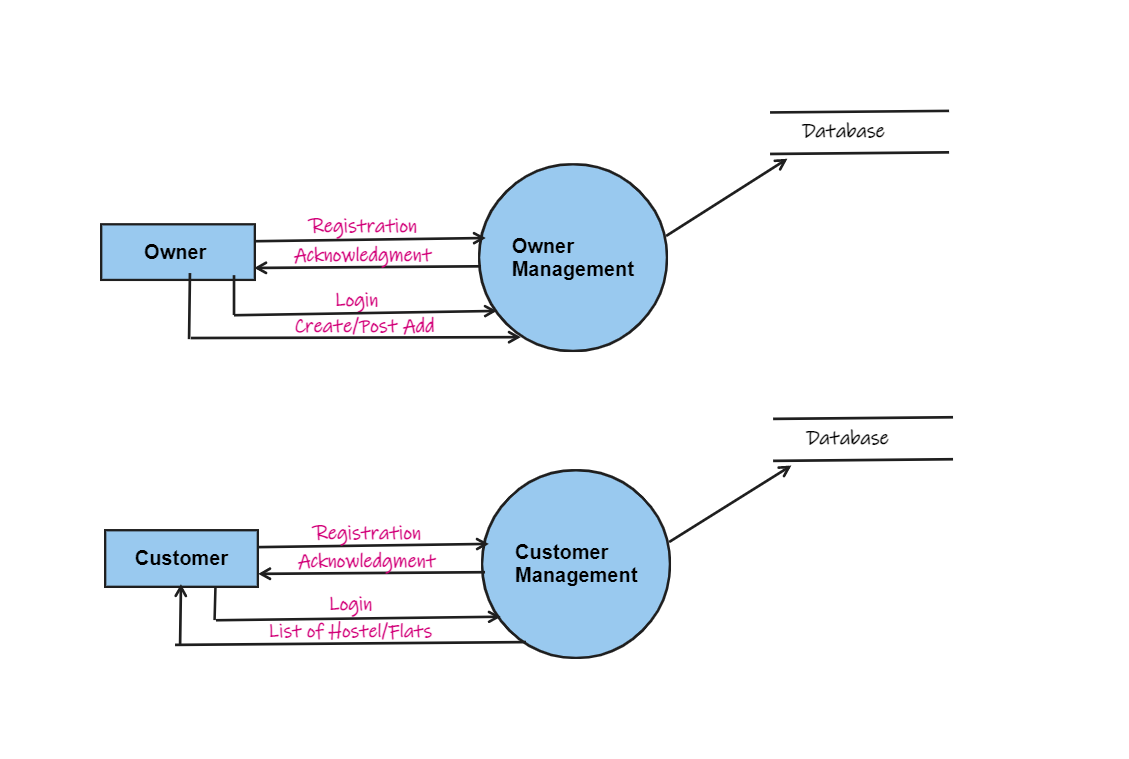 Database
Registration
Owner
Acknowledgment
Owner
Management
Login
Create/Post Add
Database
Registration
Customer
Acknowledgment
Customer
Management
Login
List of Hostel/Flats